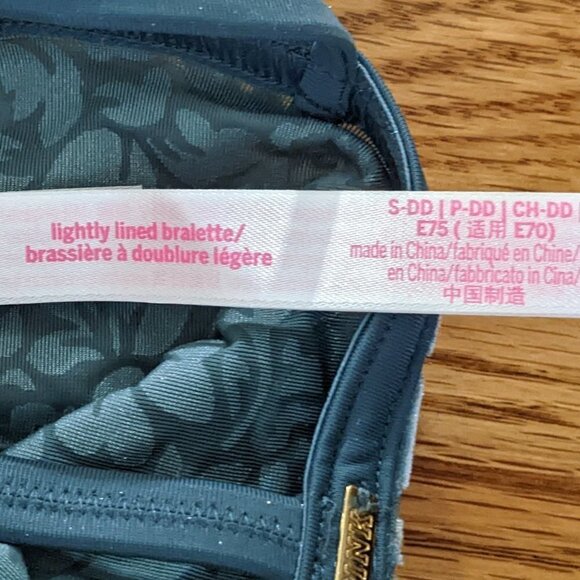 lightly lined bralette/
brassière à doublure légère
S-DD | P-DD | CH-DD
E75 ( 适用 E70)
made in China/fabriqué en Chine/
en China/fabbricato in Cina/
中国制造
PINK